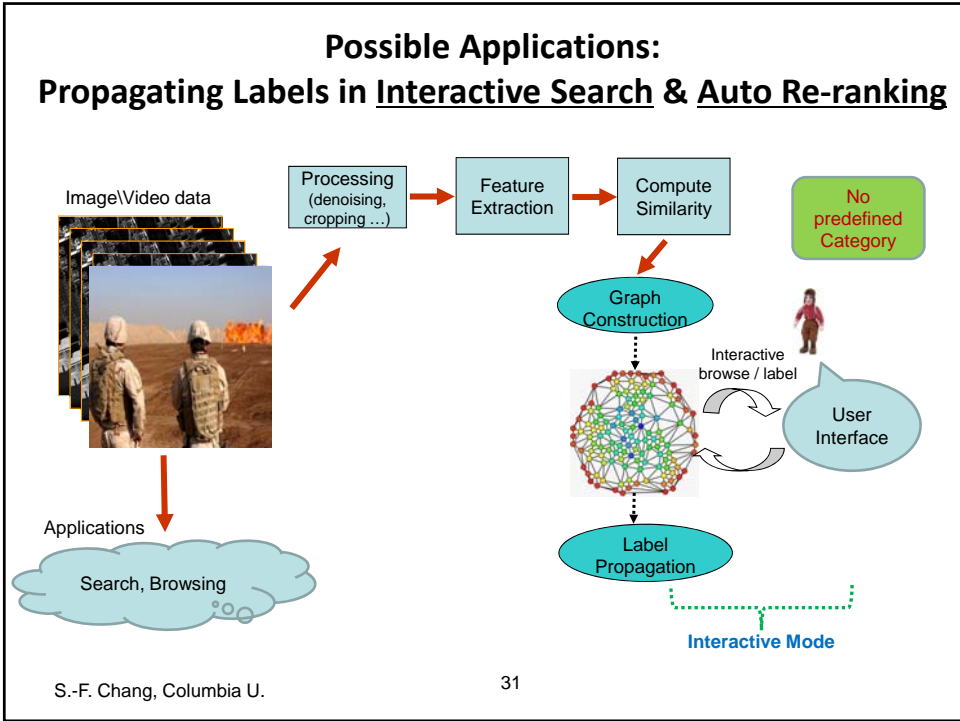 Possible Applications:
Propagating Labels in Interactive Search & Auto Re-ranking
Image\Video data
Processing
(denoising,
cropping …)
Feature
Extraction
Compute
Similarity
No
predefined
Category
Graph
Construction
Interactive
browse / label
User
Interface
Applications
Search, Browsing
Label
Propagation
Interactive Mode
S.-F. Chang, Columbia U.
31